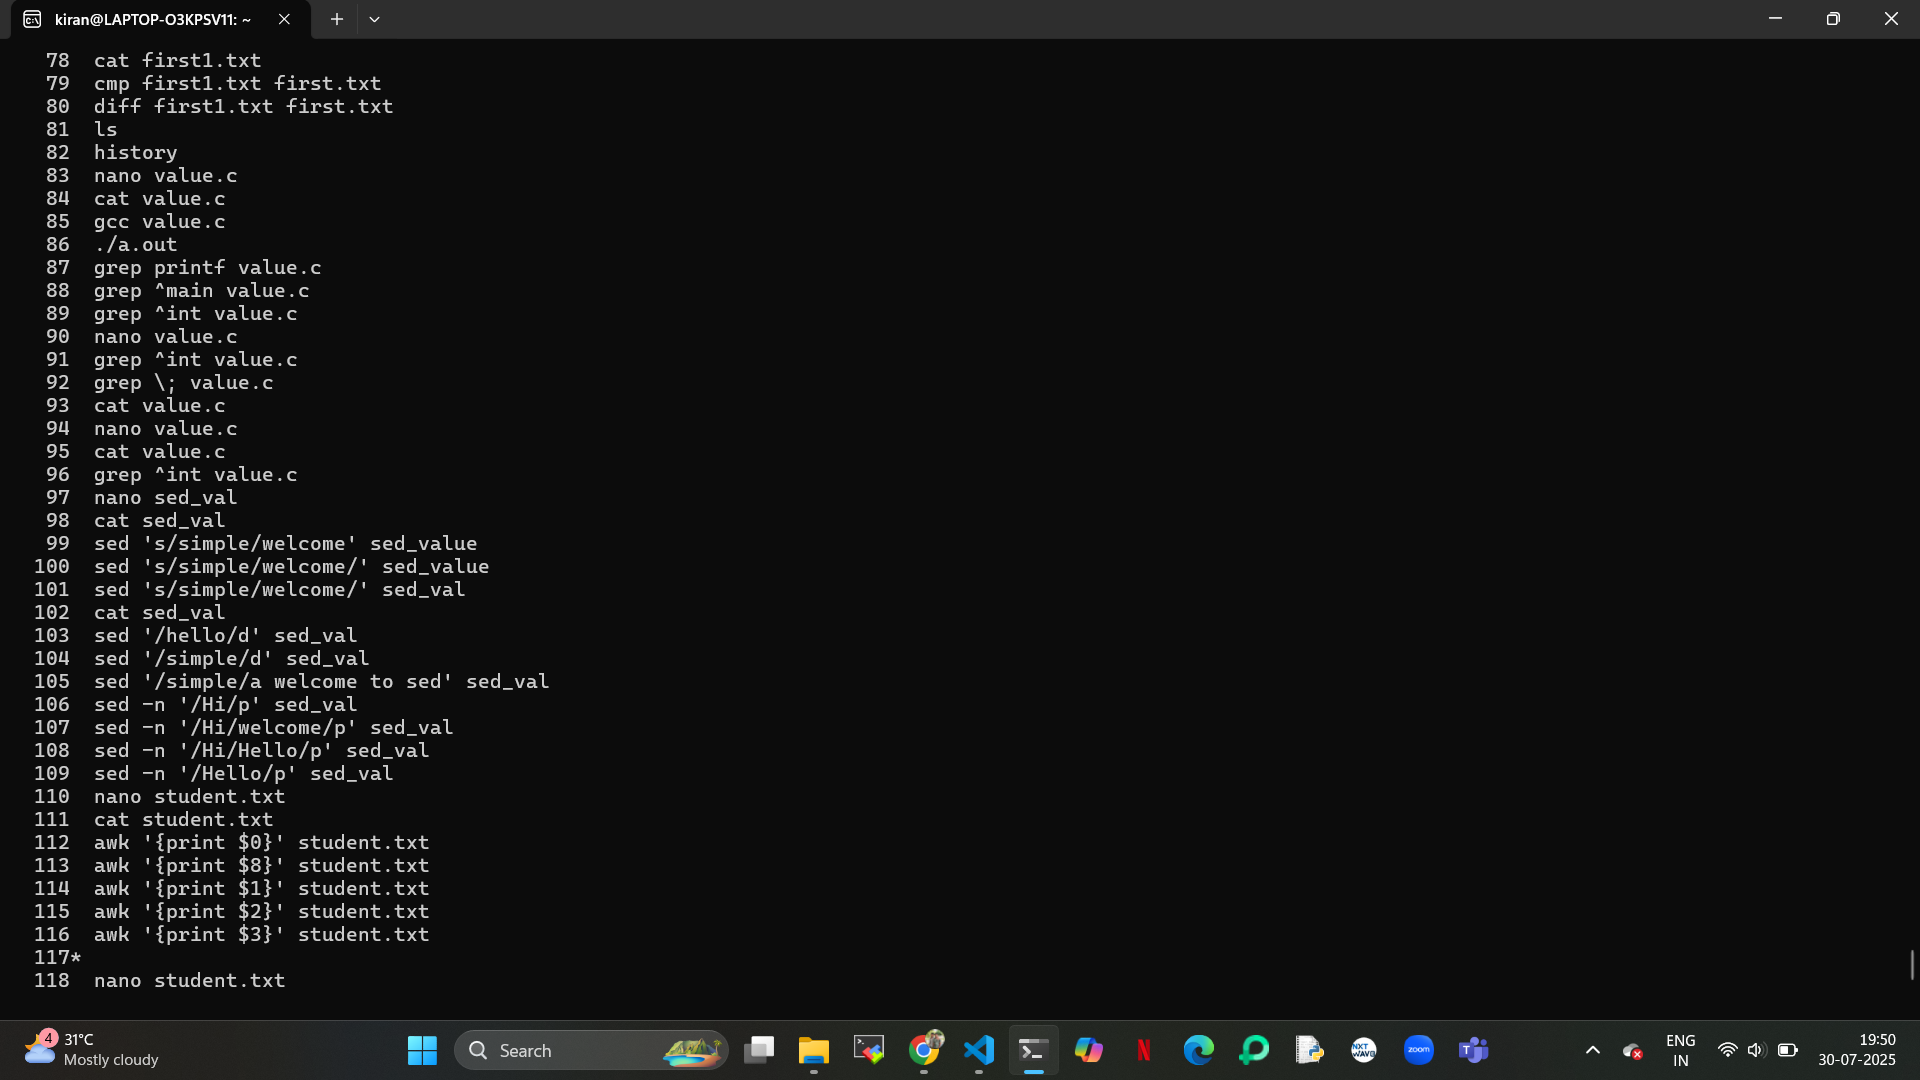 kiran@LAPTOP-O3KPSV11: ~
78 cat first1.txt
79 cmp first1.txt first.txt
80 diff first1.txt first.txt
81 ls
82 history
83 nano value.c
84 cat value.c
85 gcc value.c
86 ./a.out
87 grep printf value.c
88 grep ^main value.c
89 grep ^int value.c
90 nano value.c
91 grep ^int value.c
92 grep \; value.c
93 cat value.c
94 nano value.c
95 cat value.c
96 grep ^int value.c
97 nano sed_val
98 cat sed_val
99 sed 's/simple/welcome' sed_value
100 sed 's/simple/welcome/' sed_value
101 sed 's/simple/welcome/' sed_val
102 cat sed_val
103 sed '/hello/d' sed_val
104 sed '/simple/d' sed_val
105 sed '/simple/a welcome to sed' sed_val
106 sed -n '/Hi/p' sed_val
107 sed -n '/Hi/welcome/p' sed_val
108 sed -n '/Hi/Hello/p' sed_val
109 sed -n '/Hello/p' sed_val
110 nano student.txt
111 cat student.txt
112 awk '{print $0}' student.txt
113 awk '{print $8}' student.txt
114 awk '{print $1}' student.txt
115 awk '{print $2}' student.txt
116 awk '{print $3}' student.txt
117*
118 nano student.txt
4
31°C
Mostly cloudy
Search
N
NXT
WAVE
zoom
T
ENG
IN
19:50
30-07-2025